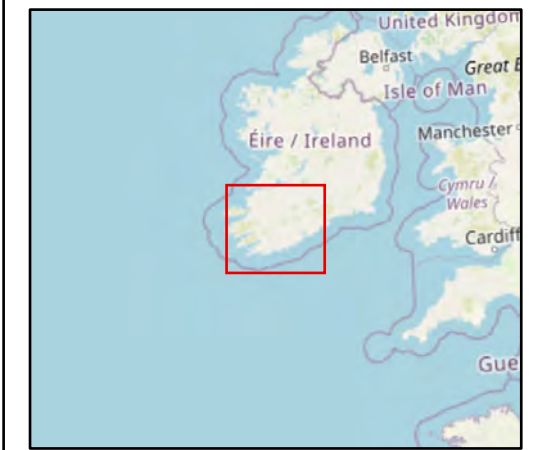 United Kingdom
Belfast
Great
Isle of Man
Éire / Ireland
Manchester
Cymru /
Wales
Cardiff
Gue